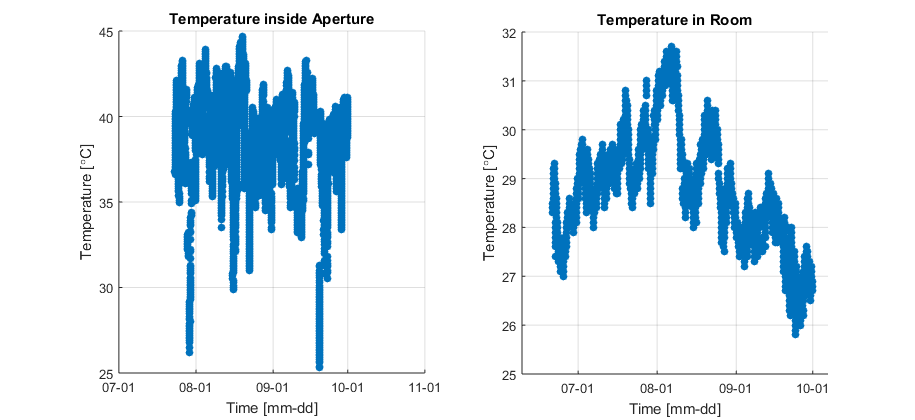 Temperature inside Aperture
45
40
35
30
25
07-01 08-01 09-01 10-01 11-01
Time [mm-dd]
Temperature [°C]
Temperature in Room
32
31
30
29
28
27
26
25
07-01 08-01 09-01 10-01
Time [mm-dd]
Temperature [°C]